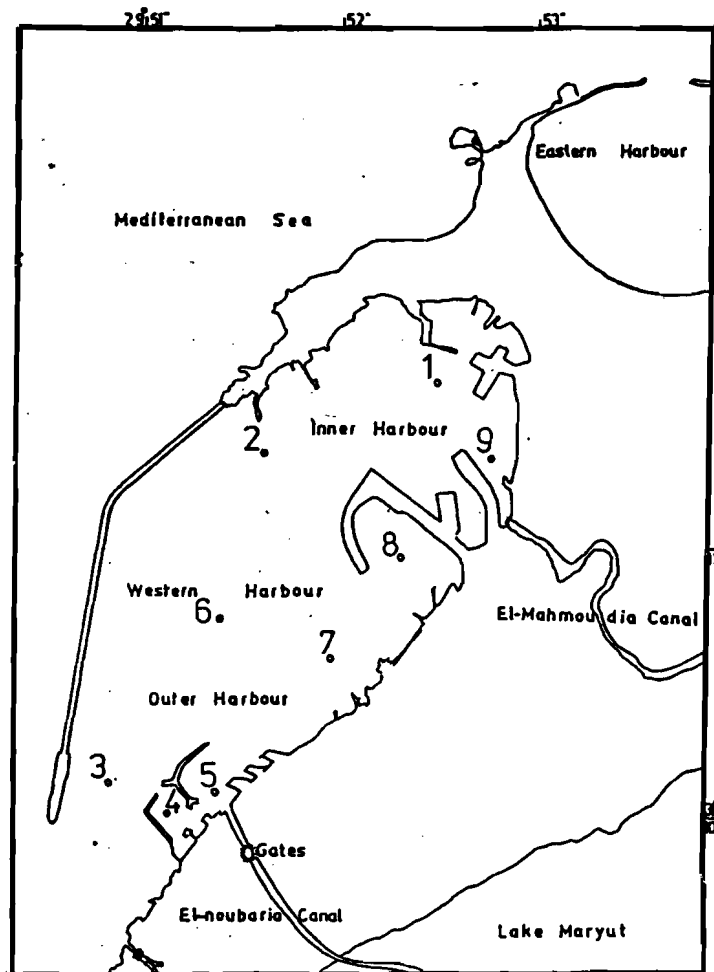 29°51' 52' 53'
Eastern Harbour
Mediterranean Sea
1
Inner Harbour
2
9
8
Western Harbour
6
El-Mahmoudia Canal
7
Outer Harbour
3
5
4
Gates
El-noubaria Canal
Lake Maryut